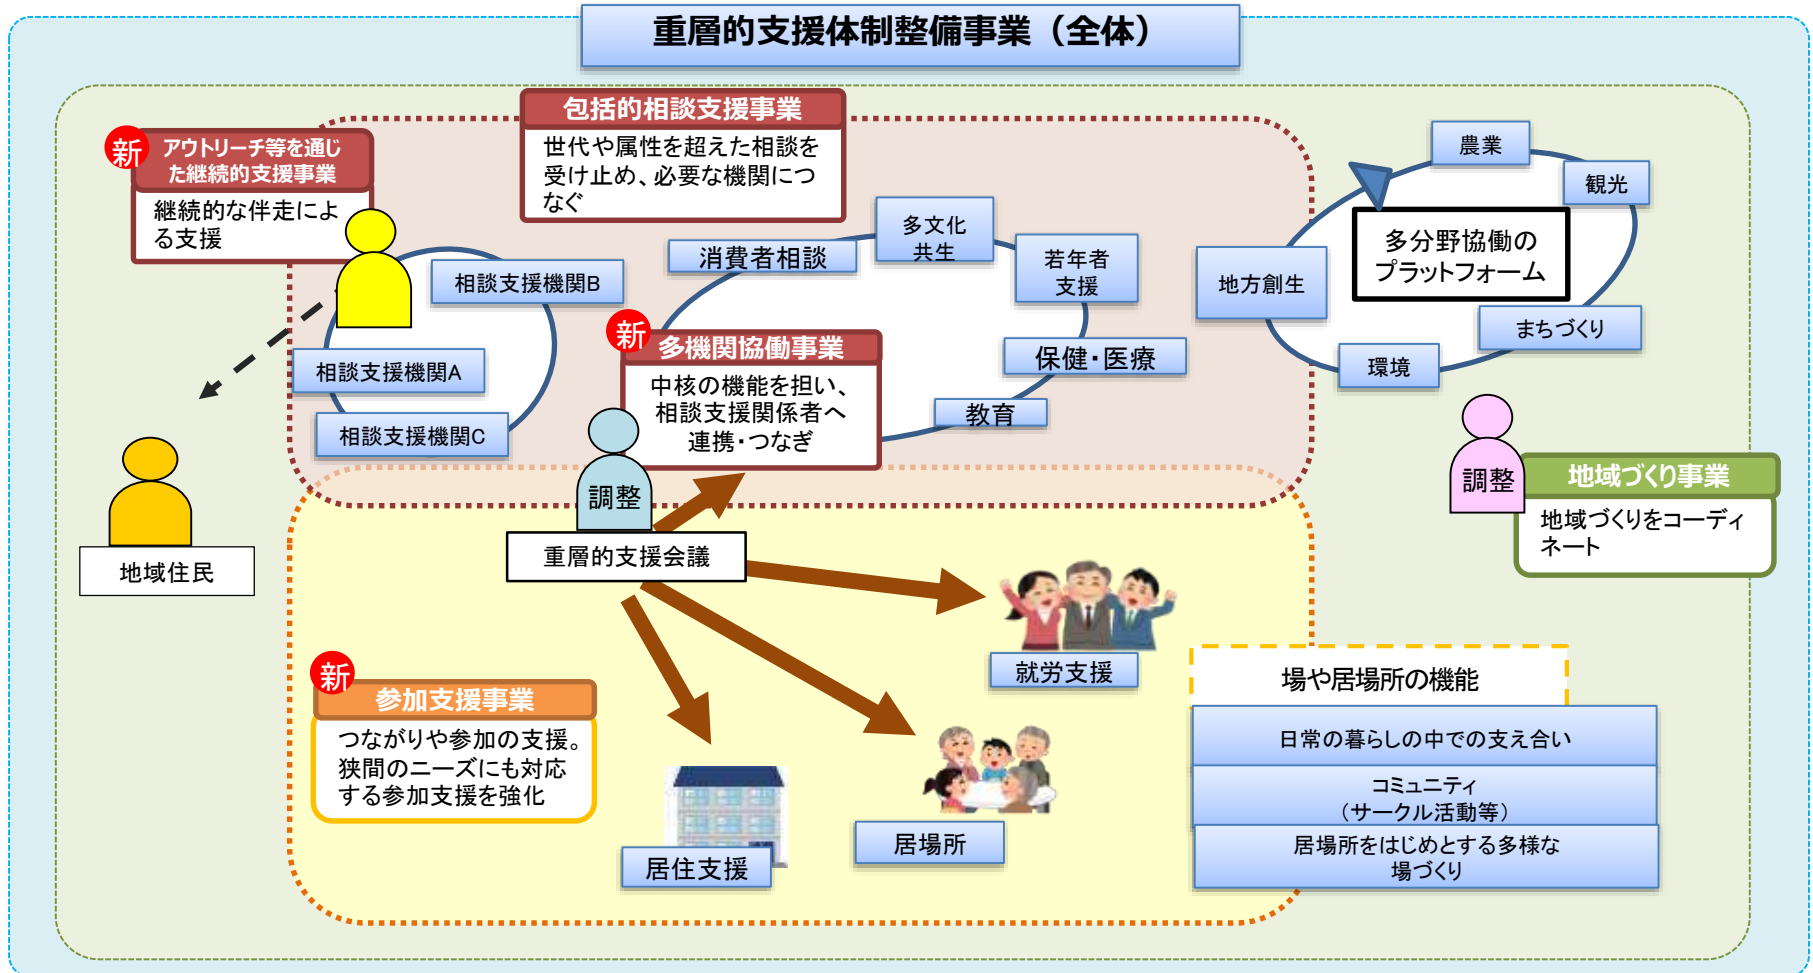 重層的支援体制整備事業（全体）
包括的相談支援事業
世代や属性を超えた相談を
受け止め、必要な機関につ
なぐ
新
アウトリーチ等を通じ
た継続的支援事業
継続的な伴走によ
る支援
相談支援機関B
相談支援機関A
相談支援機関C
消費者相談
多文化
共生
若年者
支援
保健・医療
教育
新
多機関協働事業
中核の機能を担い、
相談支援関係者へ
連携・つなぎ
農業
観光
地方創生
多分野協働の
プラットフォーム
まちづくり
環境
調整
地域づくり事業
地域づくりをコーディ
ネート
調整
重層的支援会議
地域住民
新
参加支援事業
つながりや参加の支援。
狭間のニーズにも対応
する参加支援を強化
就労支援
居場所
居住支援
場や居場所の機能
日常の暮らしの中での支え合い
コミュニティ
（サークル活動等）
居場所をはじめとする多様な
場づくり